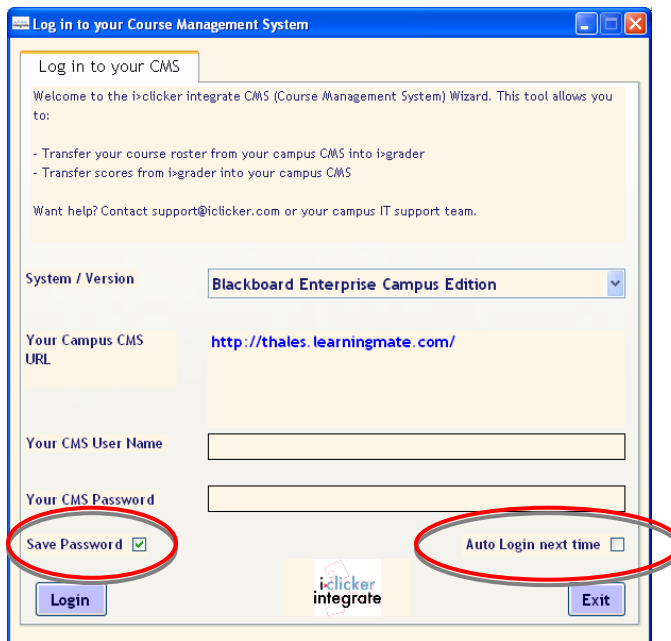 Log in to your Course Management System
Log in to your CMS
Welcome to the i>clicker integrate CMS (Course Management System) Wizard. This tool allows you
to:
- Transfer your course roster from your campus CMS into i>grader
- Transfer scores from i>grader into your campus CMS
Want help? Contact support@iclicker.com or your campus IT support team.
System / Version
Blackboard Enterprise Campus Edition
Your Campus CMS
URL
http://thales.learningmate.com/
Your CMS User Name
Your CMS Password
Save Password
Auto Login next time
Login
i>clicker
integrate
Exit